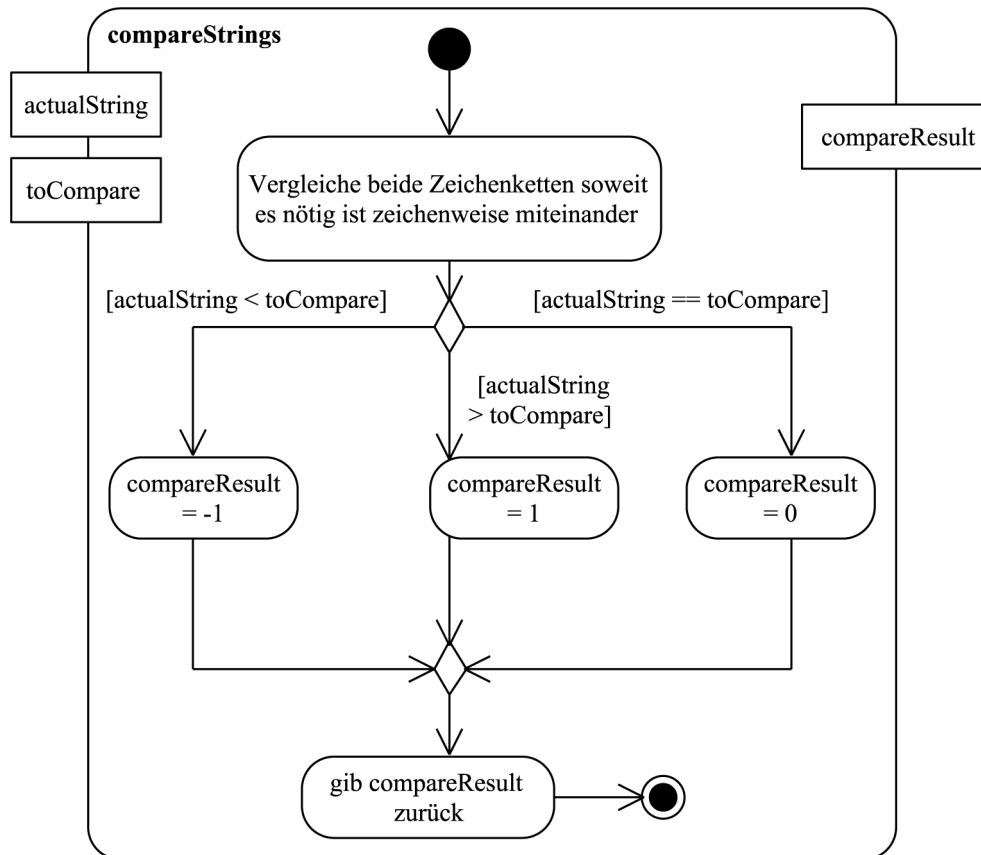 compareStrings
actualString
toCompare
compareResult
Vergleiche beide Zeichenketten soweit
es nötig ist zeichenweise miteinander
[actualString < toCompare]
[actualString == toCompare]
[actualString
> toCompare]
compareResult
= -1
compareResult
= 1
compareResult
= 0
gib compareResult
zurück